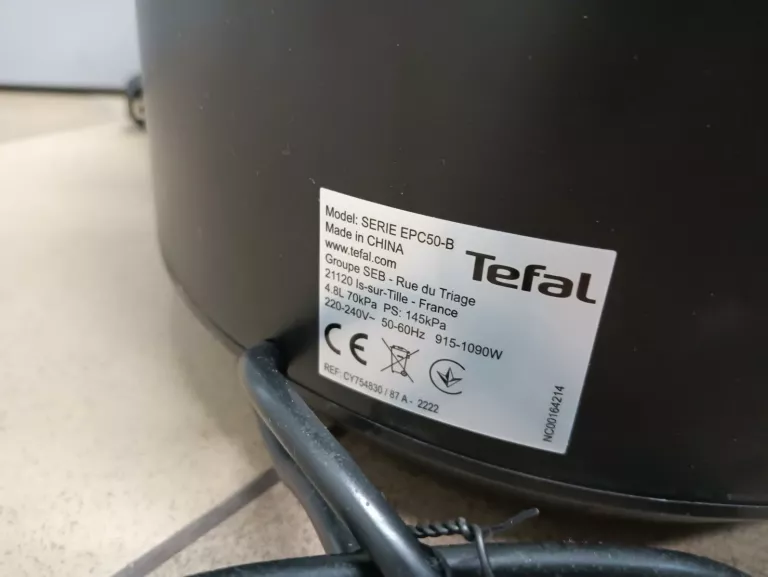 Model: SERIE EPC50-B
Made in CHINA
www.tefal.com
Tefal
Groupe SEB - Rue du Triage
21120 Is-sur-Tille - France
4.8L 70kPa PS: 145kPa
220-240V~ 50-60Hz 915-1090W
CE
REF: CY754830 / 87 A - 2222
NC00164214